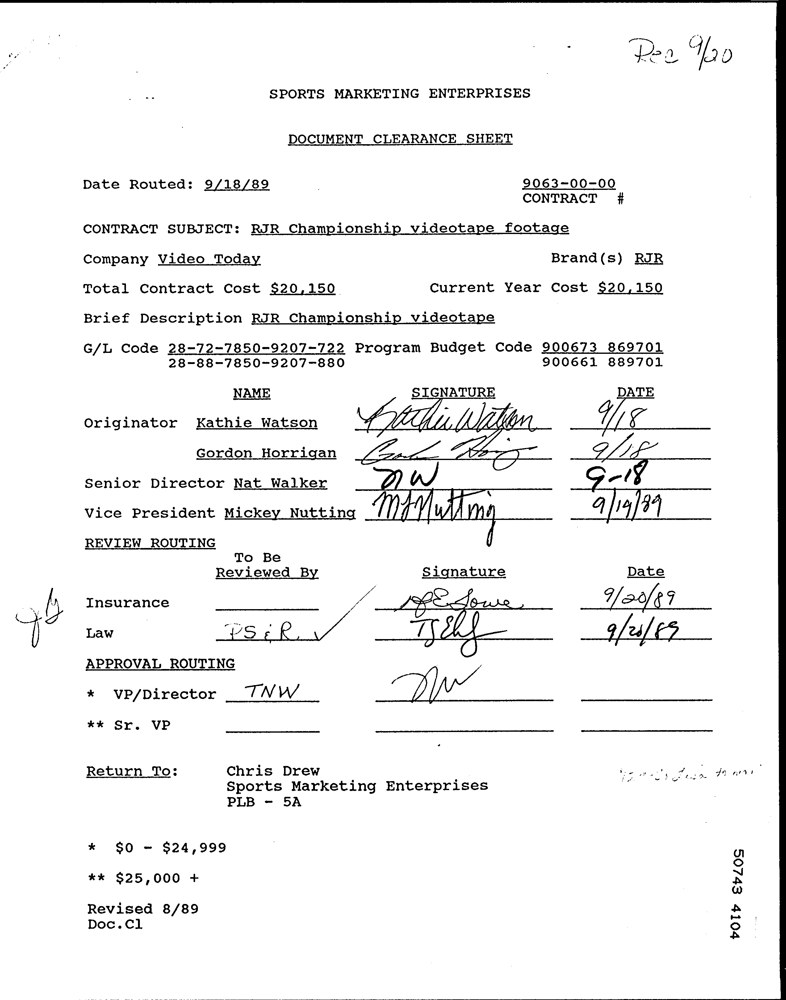 Rec 9/20
SPORTS MARKETING ENTERPRISES
DOCUMENT CLEARANCE SHEET
Date Routed: 9/18/89 9063-00-00
CONTRACT #
CONTRACT SUBJECT: RJR Championship videotape footage
Company Video Today Brand(s) RJR
Total Contract Cost $20,150 Current Year Cost $20,150
Brief Description RJR Championship videotape
G/L Code 28-72-7850-9207-722 Program Budget Code 900673 869701
28-88-7850-9207-880 900661 889701
NAME SIGNATURE DATE
Originator Kathie Watson Kathie Watson 9/18
Gordon Horrigan 9/18
Senior Director Nat Walker NW 9-18
Vice President Mickey Nutting MJ Nutting 9/19/89
REVIEW ROUTING
To Be
Reviewed By Signature Date
Insurance 9/20/89
Law PS&R ✓ 9/20/89
APPROVAL ROUTING
* VP/Director TNW NW
** Sr. VP
Return To: Chris Drew
Sports Marketing Enterprises
PLB - 5A
* $0 - $24,999
** $25,000 +
Revised 8/89
Doc.Cl
50743 4104